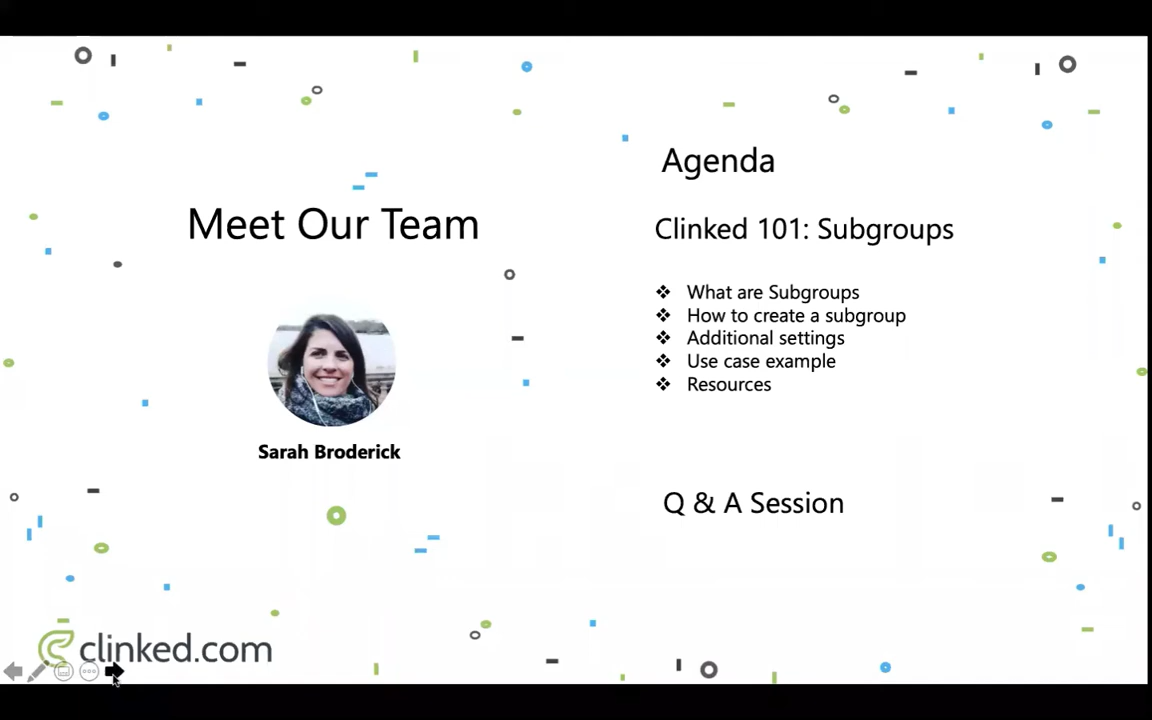 Meet Our Team
Sarah Broderick
Agenda
Clinked 101: Subgroups
❖ What are Subgroups
❖ How to create a subgroup
❖ Additional settings
❖ Use case example
❖ Resources
Q & A Session
clinked.com